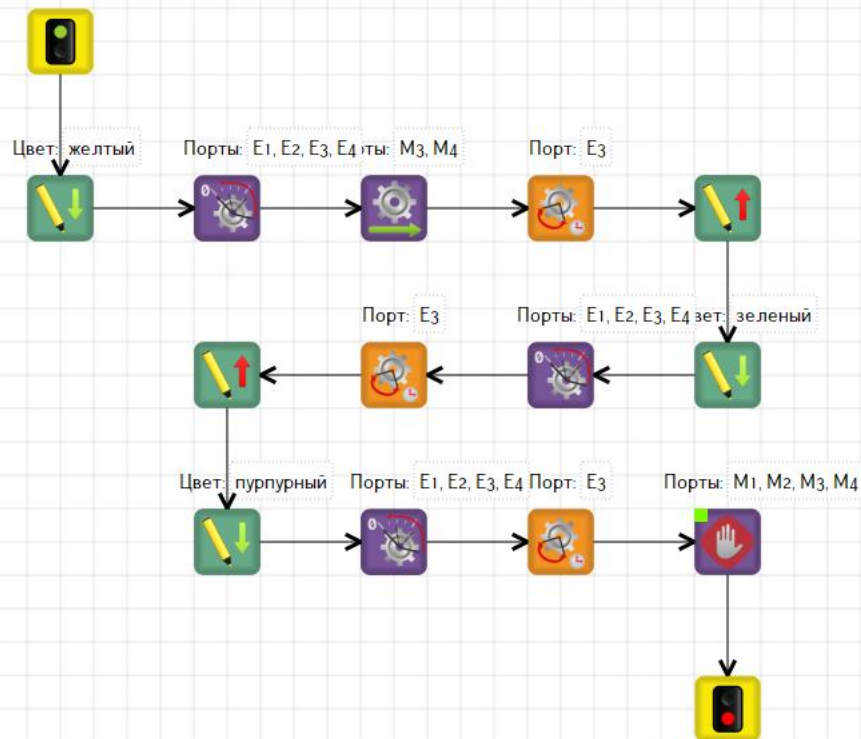 Цвет: желтый
Порты: E1, E2, E3, E4
ты: M3, M4
Порт: E3
Порт: E3
Порты: E1, E2, E3, E4
вет: зеленый
Цвет: пурпурный
Порты: E1, E2, E3, E4
Порт: E3
Порты: M1, M2, M3, M4